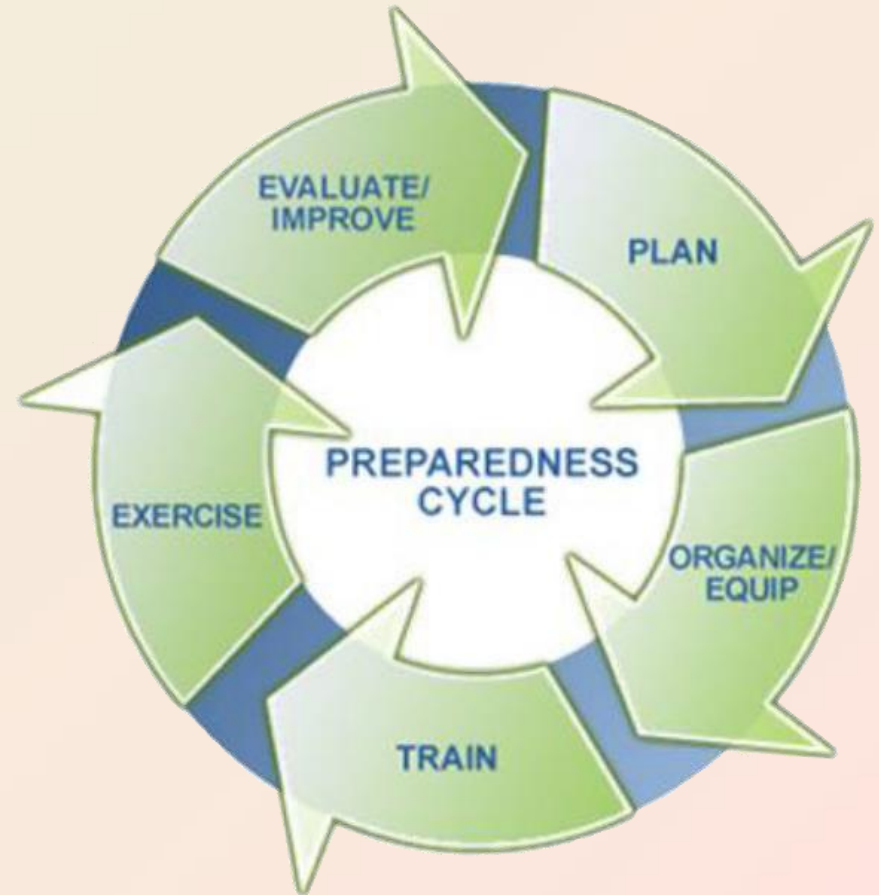 PREPAREDNESS
CYCLE
PLAN
ORGANIZE/
EQUIP
TRAIN
EXERCISE
EVALUATE/
IMPROVE